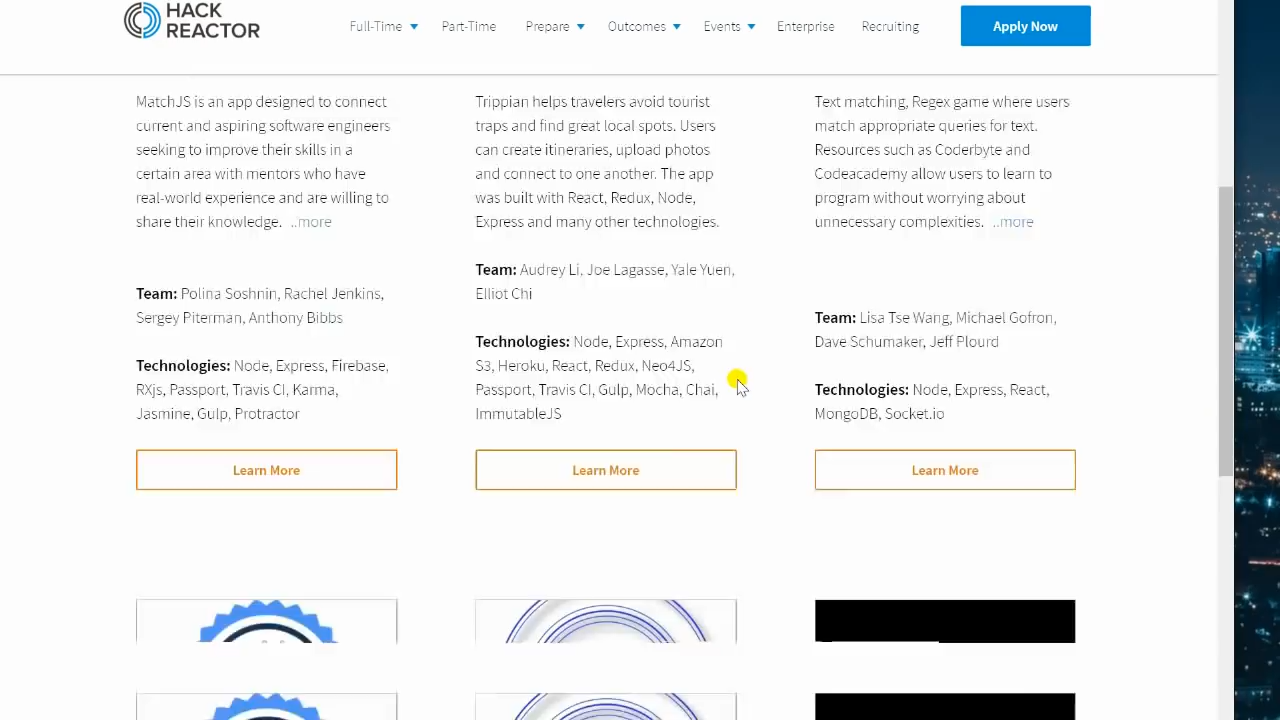 HACK
REACTOR
Full-Time
Part-Time
Prepare
Outcomes
Events
Enterprise
Recruiting
Apply Now
MatchJS is an app designed to connect
current and aspiring software engineers
seeking to improve their skills in a
certain area with mentors who have
real-world experience and are willing to
share their knowledge. ...more
Team: Polina Soshnin, Rachel Jenkins,
Sergey Piterman, Anthony Bibbs
Technologies: Node, Express, Firebase,
RXjs, Passport, Travis CI, Karma,
Jasmine, Gulp, Protractor
Learn More
Trippian helps travelers avoid tourist
traps and find great local spots. Users
can create itineraries, upload photos
and connect to one another. The app
was built with React, Redux, Node,
Express and many other technologies.
Team: Audrey Li, Joe Lagasse, Yale Yuen,
Elliot Chi
Technologies: Node, Express, Amazon
S3, Heroku, React, Redux, Neo4JS,
Passport, Travis CI, Gulp, Mocha, Chai,
ImmutableJS
Learn More
Text matching, Regex game where users
match appropriate queries for text.
Resources such as Coderbyte and
Codeacademy allow users to learn to
program without worrying about
unnecessary complexities. ...more
Team: Lisa Tse Wang, Michael Gofron,
Dave Schumaker, Jeff Plourd
Technologies: Node, Express, React,
MongoDB, Socket.io
Learn More